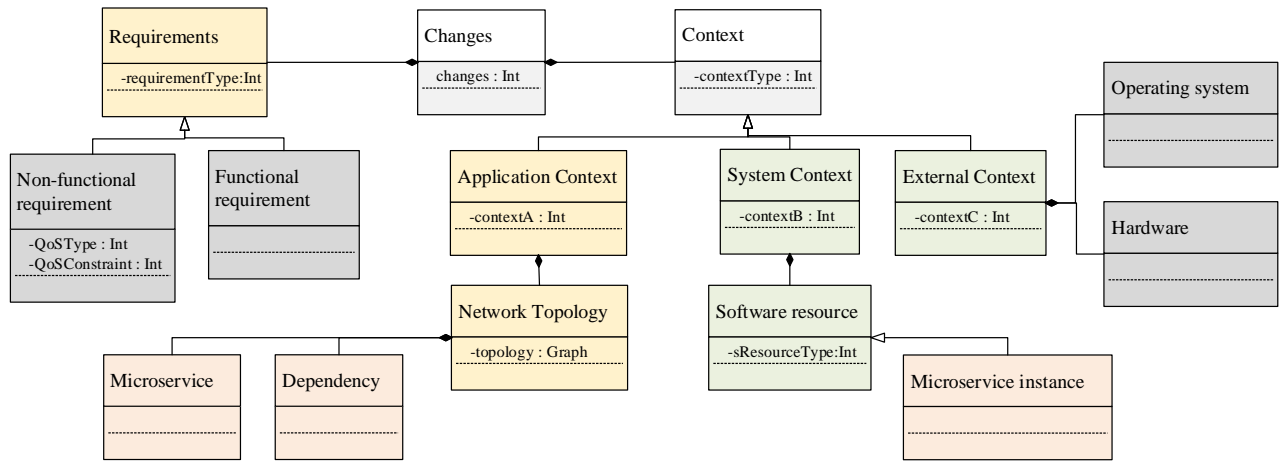 Requirements
-requirementType:Int
Changes
changes : Int
Context
-contextType : Int
Operating system
Non-functional
requirement
-QoSType : Int
-QoSConstraint : Int
Functional
requirement
Application Context
-contextA : Int
System Context
-contextB : Int
External Context
-contextC : Int
Hardware
Network Topology
-topology : Graph
Software resource
-sResourceType:Int
Microservice
Dependency
Microservice instance